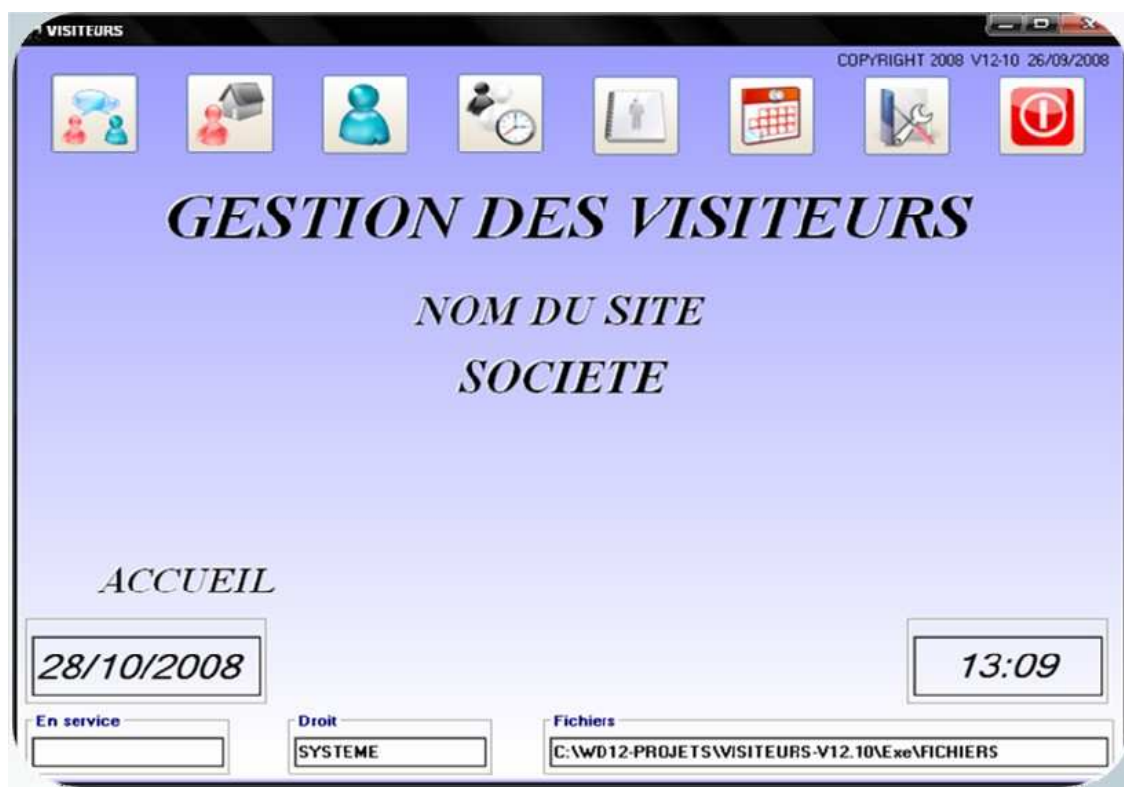 VISITEURS
COPYRIGHT 2008 V12-10 26/09/2008
GESTION DES VISITEURS
NOM DU SITE
SOCIETE
ACCUEIL
28/10/2008
13:09
En service
Droit
Fichiers
SYSTEME
C:\WD12-PROJETS\VISITEURS-V12.10\Exe\FICHIERS